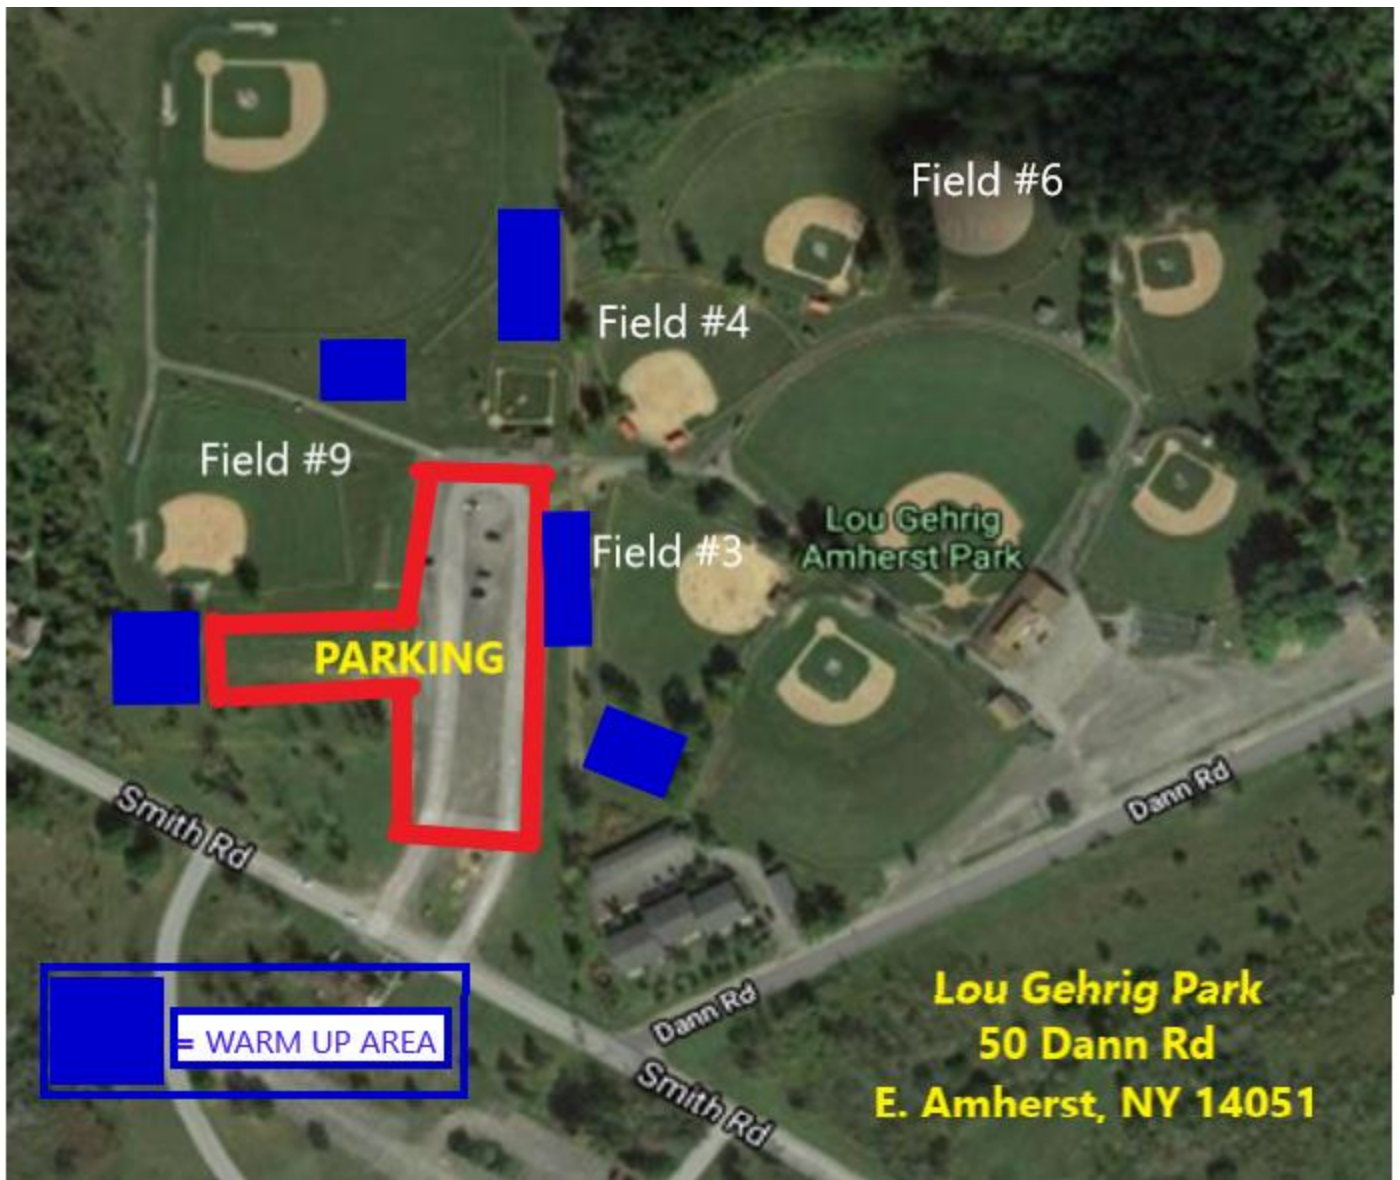 Field #6
Field #4
Field #9
Field #3
Lou Gehrig
Amherst Park
PARKING
Smith Rd
Dann Rd
Dann Rd
Smith Rd
= WARM UP AREA
Lou Gehrig Park
50 Dann Rd
E. Amherst, NY 14051